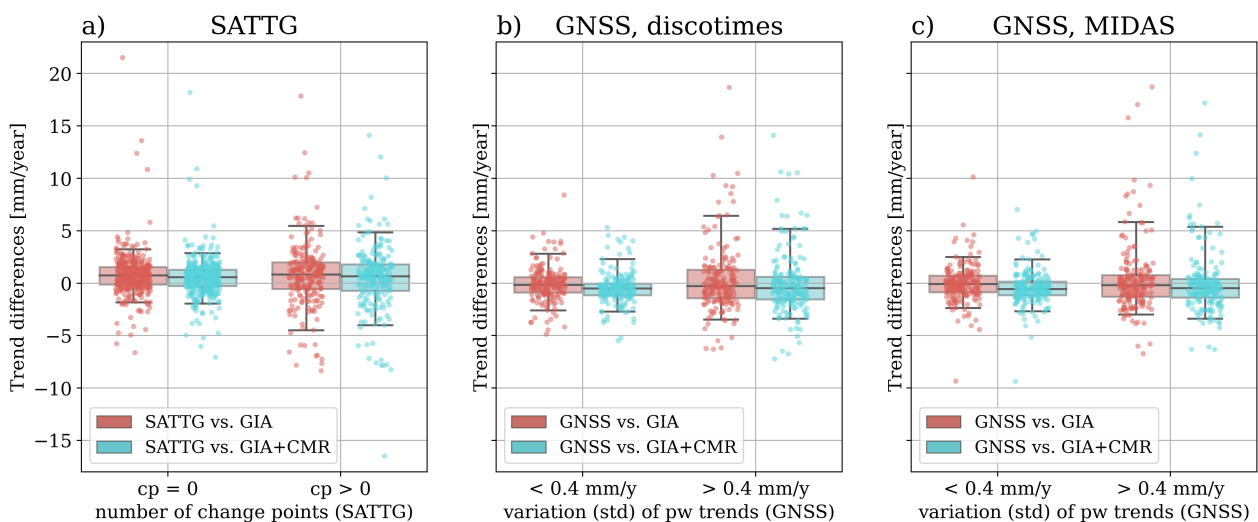 a) SATTG
Trend differences [mm/year]
20
15
10
5
0
−5
−10
−15
SATTG vs. GIA
SATTG vs. GIA+CMR
cp = 0 cp > 0
number of change points (SATTG)
b) GNSS, discotimes
Trend differences [mm/year]
GNSS vs. GIA
GNSS vs. GIA+CMR
< 0.4 mm/y > 0.4 mm/y
variation (std) of pw trends (GNSS)
c) GNSS, MIDAS
Trend differences [mm/year]
GNSS vs. GIA
GNSS vs. GIA+CMR
< 0.4 mm/y > 0.4 mm/y
variation (std) of pw trends (GNSS)